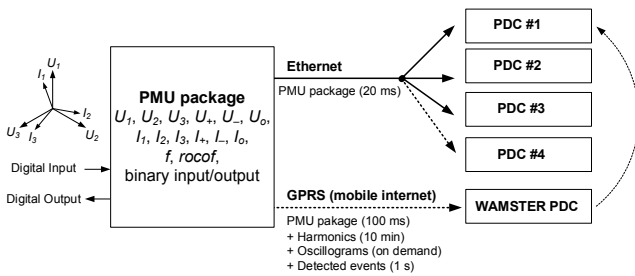 U1
I1
I2
U3
I3
U2
Digital Input
Digital Output
PMU package
U1, U2, U3, U+, U–, Uo,
I1, I2, I3, I+, I–, Io,
f, rocof,
binary input/output
Ethernet
PMU package (20 ms)
GPRS (mobile internet)
PMU pakage (100 ms)
+ Harmonics (10 min)
+ Oscillograms (on demand)
+ Detected events (1 s)
PDC #1
PDC #2
PDC #3
PDC #4
WAMSTER PDC